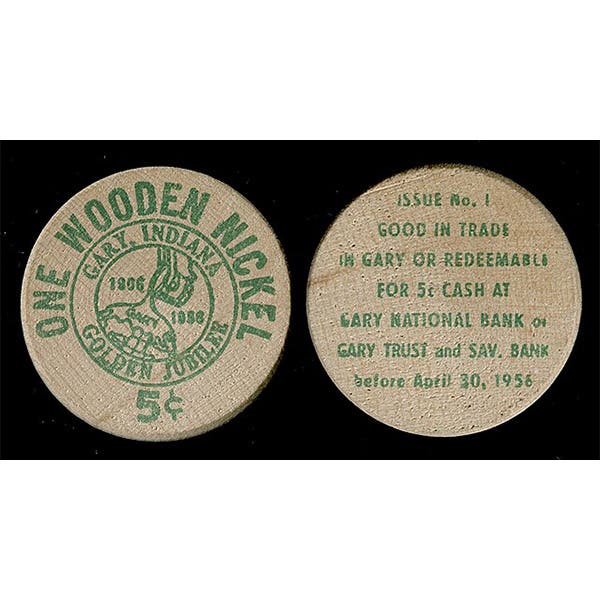 ONE WOODEN NICKEL
GARY, INDIANA
1906
1956
GOLDEN JUBILEE
5¢
ISSUE No. 1
GOOD IN TRADE
IN GARY OR REDEEMABLE
FOR 5¢ CASH AT
GARY NATIONAL BANK or
GARY TRUST and SAV. BANK
before April 30, 1956